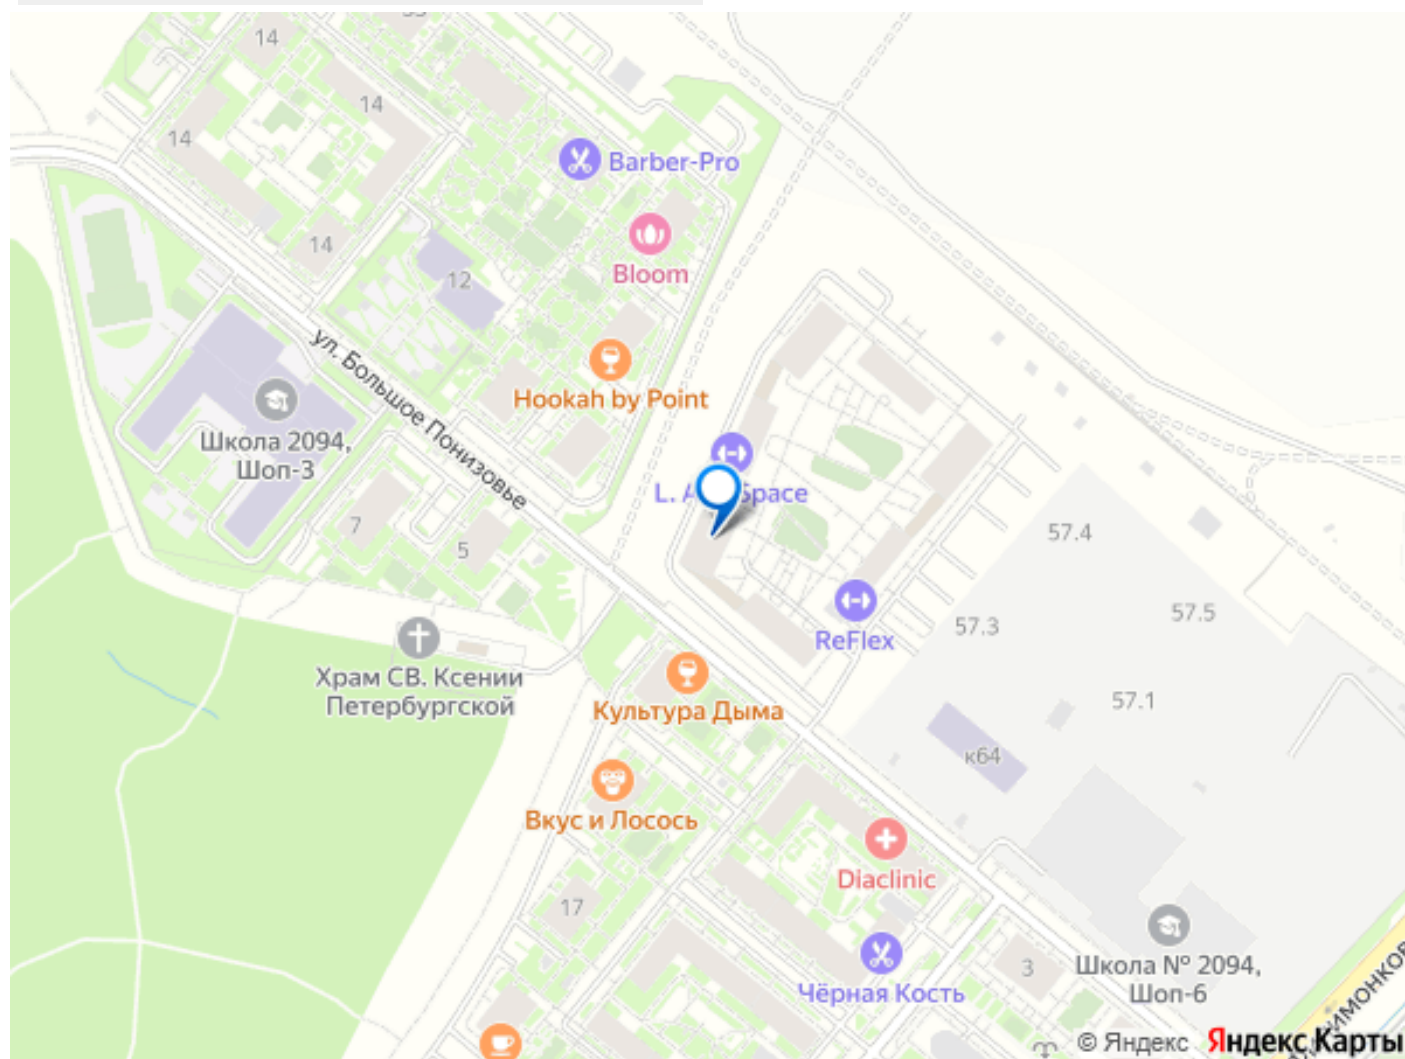 14
14
14
Barber-Pro
14
Bloom
12
ул. Большое Понизовье
Hookah by Point
Школа 2094,
Шоп-3
L. Space
7
5
57.4
57.5
57.3
ReFlex
Храм СВ. Ксении
Петербургской
Культура Дыма
57.1
к64
Вкус и Лосось
Diaclinic
17
Школа № 2094,
Шоп-6
3
Чёрная Кость
© Яндекс Яндекс Карты